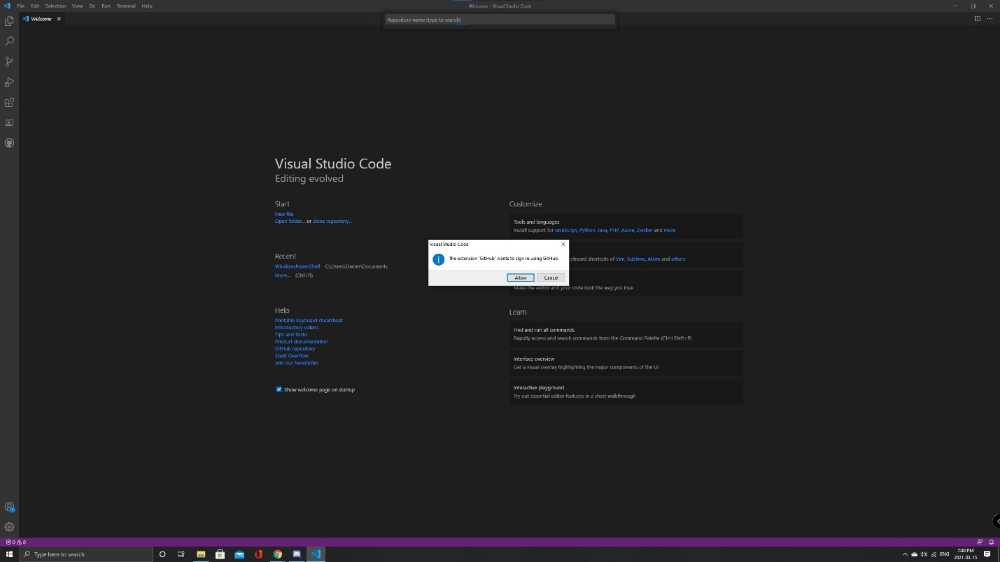 File Edit Selection View Go Run Terminal Help
Welcome - Visual Studio Code
Welcome
Repository name (type to search)
Visual Studio Code
Editing evolved
Start
New file
Open folder... or clone repository...
Recent
WindowsPowerShell C:\Users\Owner\Documents
More... (Ctrl+R)
Help
Printable keyboard cheatsheet
Introductory videos
Tips and Tricks
Product documentation
GitHub repository
Stack Overflow
Join our Newsletter
Show welcome page on startup
Customize
Tools and languages
Install support for JavaScript, Python, Java, PHP, Azure, Docker and more
eyboard shortcuts of Vim, Sublime, Atom and others
Make the editor and your code look the way you love
Learn
Find and run all commands
Rapidly access and search commands from the Command Palette (Ctrl+Shift+P)
Interface overview
Get a visual overlay highlighting the major components of the UI
Interactive playground
Try out essential editor features in a short walkthrough
Visual Studio Code
The extension 'GitHub' wants to sign in using GitHub.
Allow Cancel
1
0 0
Type here to search
ENG
7:40 PM
2021-03-15